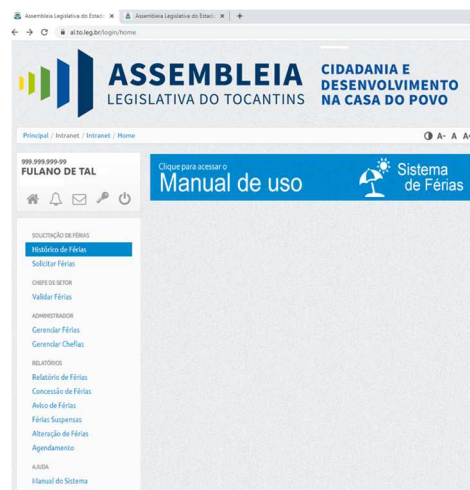 Assembleia Legislativa do Estad
Assembleia Legislativa do Estad
al.to.leg.br/login/home
ASSEMBLEIA
LEGISLATIVA DO TOCANTINS
CIDADANIA E
DESENVOLVIMENTO
NA CASA DO POVO
Principal / Intranet / Intranet / Home
A- A A+
999.999.999-99
FULANO DE TAL
Clique para acessar o
Manual de uso
Sistema
de Férias
SOLICITAÇÃO DE FÉRIAS
Histórico de Férias
Solicitar Férias
CHEFE DE SETOR
Validar Férias
ADMINISTRADOR
Gerenciar Férias
Gerenciar Chefias
RELATÓRIOS
Relatório de Férias
Concessão de Férias
Aviso de Férias
Férias Suspensas
Alteração de Férias
Agendamento
AJUDA
Manual do Sistema